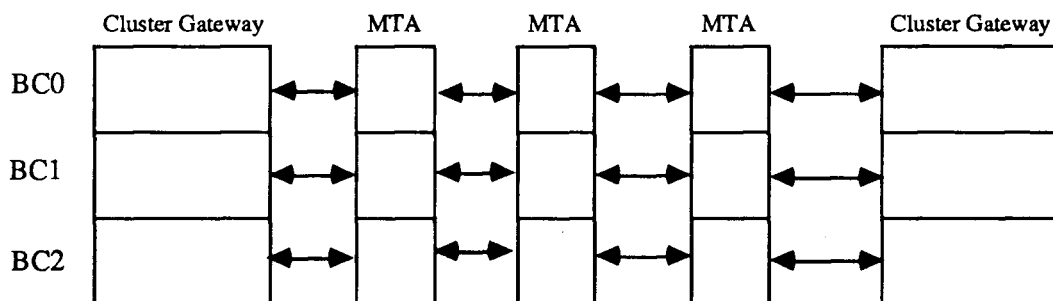 Cluster Gateway MTA MTA MTA Cluster Gateway
BC0
BC1
BC2